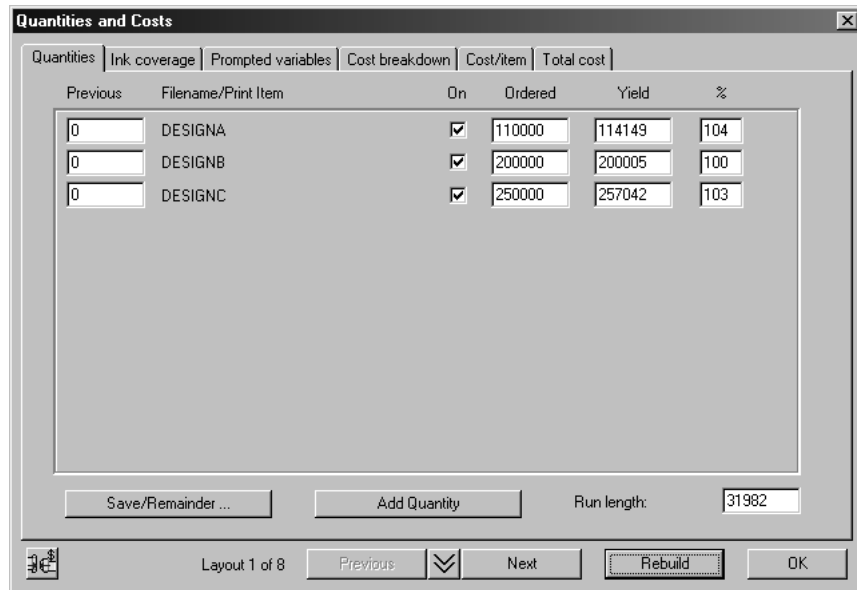 Quantities and Costs
Quantities Ink coverage Prompted variables Cost breakdown Cost/item Total cost
Previous Filename/Print Item On Ordered Yield %
0 DESIGNA 110000 114149 104
0 DESIGNB 200000 200005 100
0 DESIGNC 250000 257042 103
Save/Remainder ... Add Quantity Run length: 31982
Layout 1 of 8 Previous Next Rebuild OK